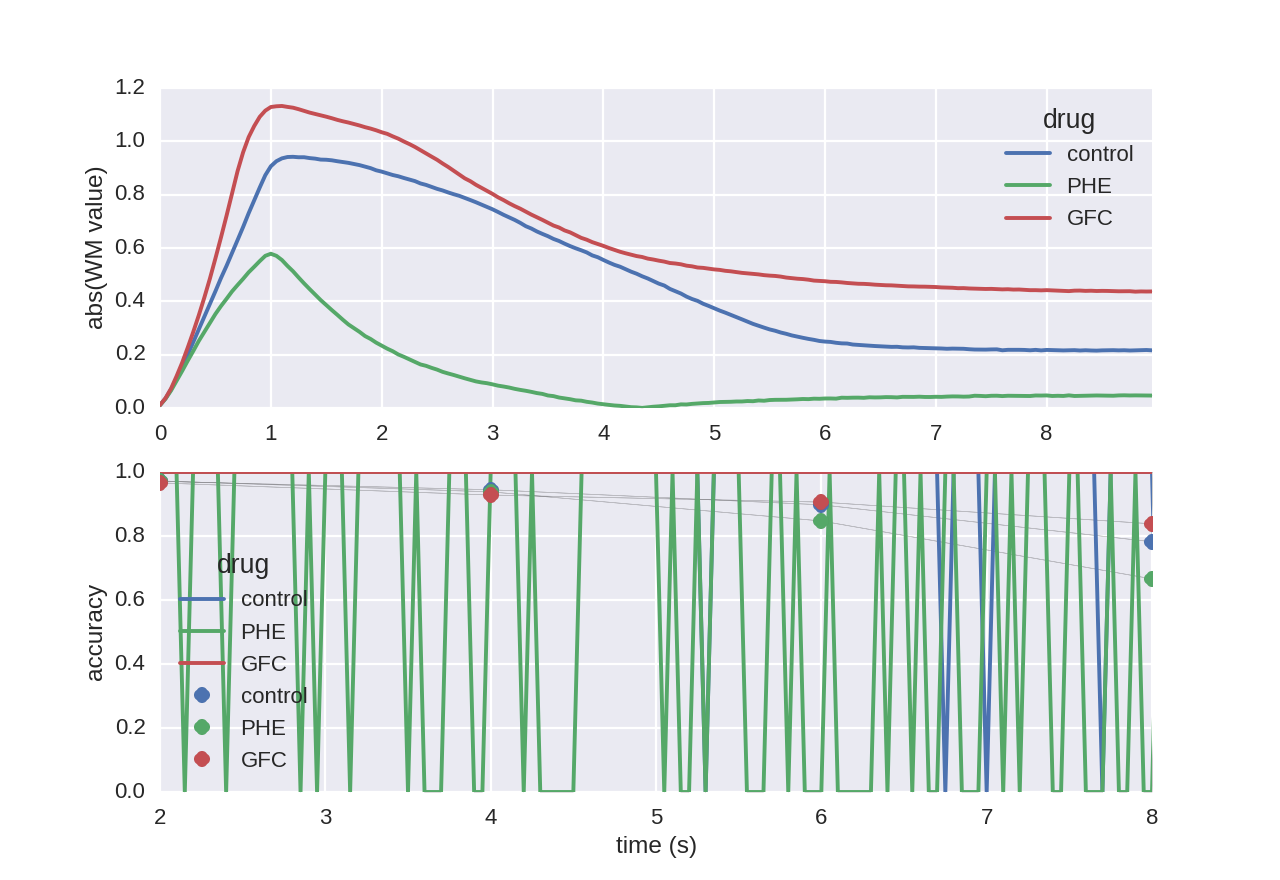 1.2
1.0
0.8
0.6
0.4
0.2
0.0
abs(WM value)
drug
control
PHE
GFC
0 1 2 3 4 5 6 7 8
1.0
0.8
0.6
0.4
0.2
0.0
accuracy
drug
control
PHE
GFC
control
PHE
GFC
2 3 4 5 6 7 8
time (s)